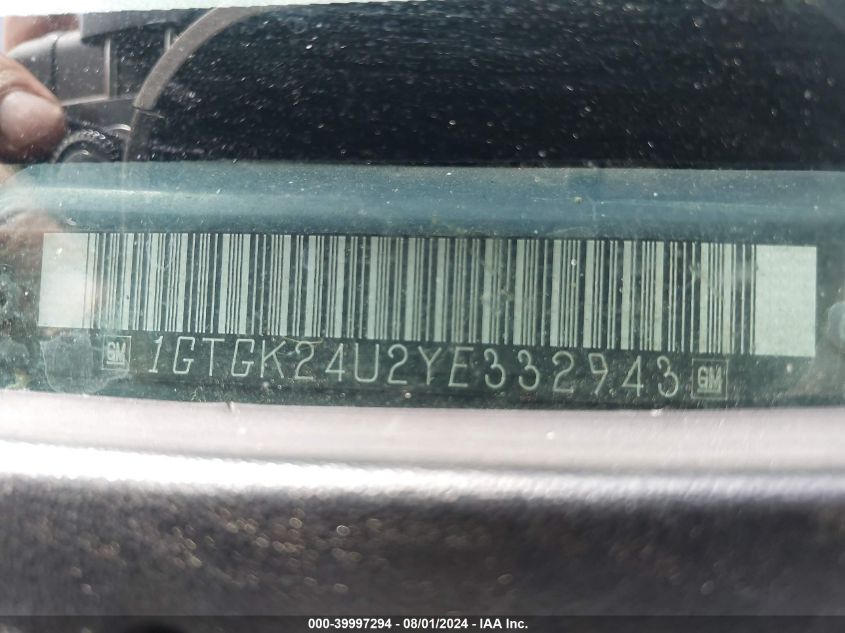 GM 1GTGK24U2YE332943 GM
000-39997294 - 08/01/2024 - IAA Inc.